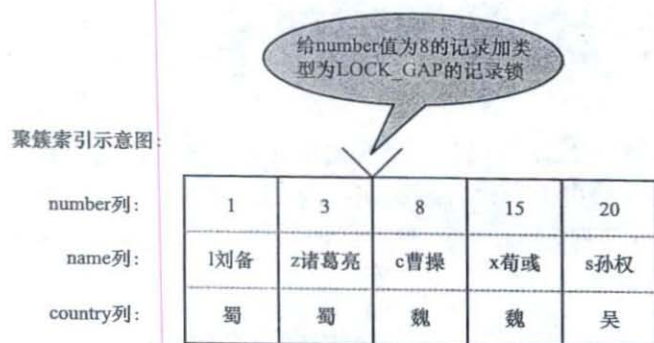 给number值为8的记录加类
型为LOCK_GAP的记录锁
聚簇索引示意图:
number列: 1 3 8 15 20
name列: l刘备 z诸葛亮 c曹操 x荀彧 s孙权
country列: 蜀 蜀 魏 魏 吴